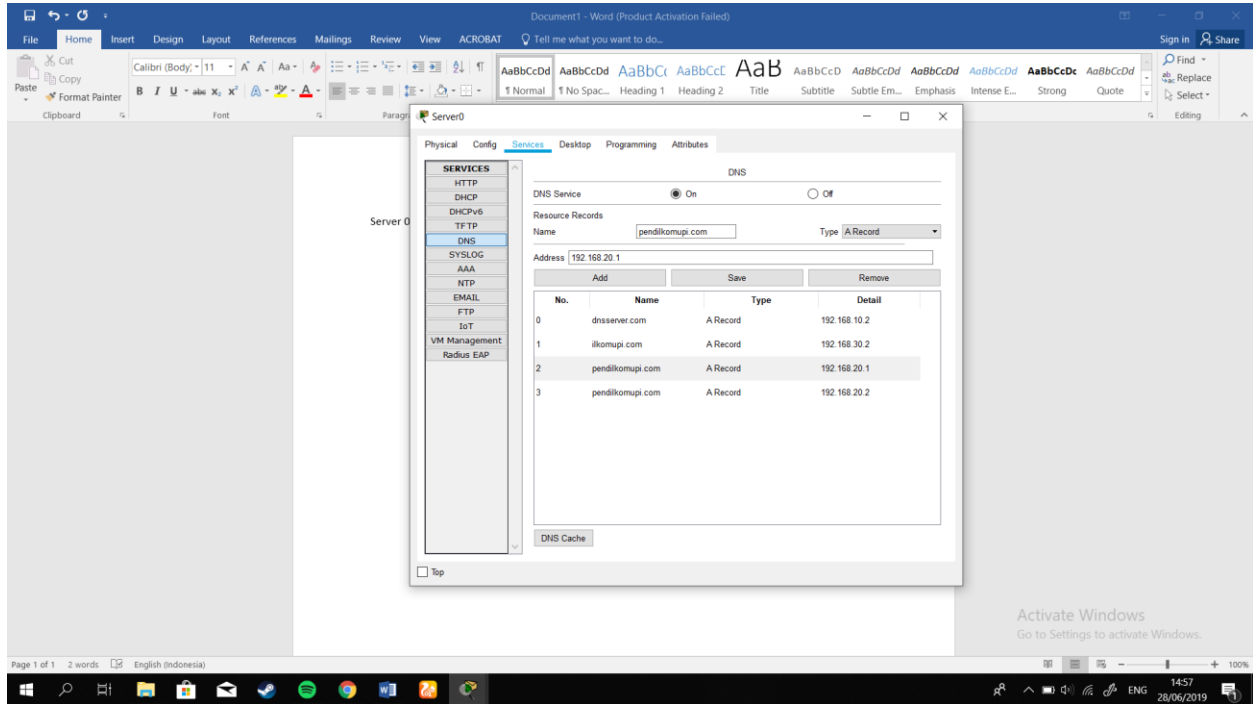 Document1 - Word (Product Activation Failed)
File Home Insert Design Layout References Mailings Review View ACROBAT Tell me what you want to do... Sign in Share
Paste
Cut
Copy
Format Painter
Clipboard
Calibri (Body) 11
Font
Paragr
AaBbCcDd AaBbCcDd AaBbCc AaBbCcE AaB AaBbCcD AaBbCcDd AaBbCcDd AaBbCcDd AaBbCcDc AaBbCcDd
¶ Normal ¶ No Spac... Heading 1 Heading 2 Title Subtitle Subtle Em... Emphasis Intense E... Strong Quote
Find
Replace
Select
Editing
Server 0
Server0
Physical Config Services Desktop Programming Attributes
SERVICES
HTTP
DHCP
DHCPv6
TFTP
DNS
SYSLOG
AAA
NTP
EMAIL
FTP
IoT
VM Management
Radius EAP
DNS
DNS Service On Off
Resource Records
Name pendilkomupi.com Type A Record
Address 192.168.20.1
Add Save Remove
No. Name Type Detail
0 dnsserver.com A Record 192.168.10.2
1 ilkomupi.com A Record 192.168.30.2
2 pendilkomupi.com A Record 192.168.20.1
3 pendilkomupi.com A Record 192.168.20.2
DNS Cache
Top
Activate Windows
Go to Settings to activate Windows.
Page 1 of 1 2 words English (Indonesia) 100%
ENG
14:57
28/06/2019